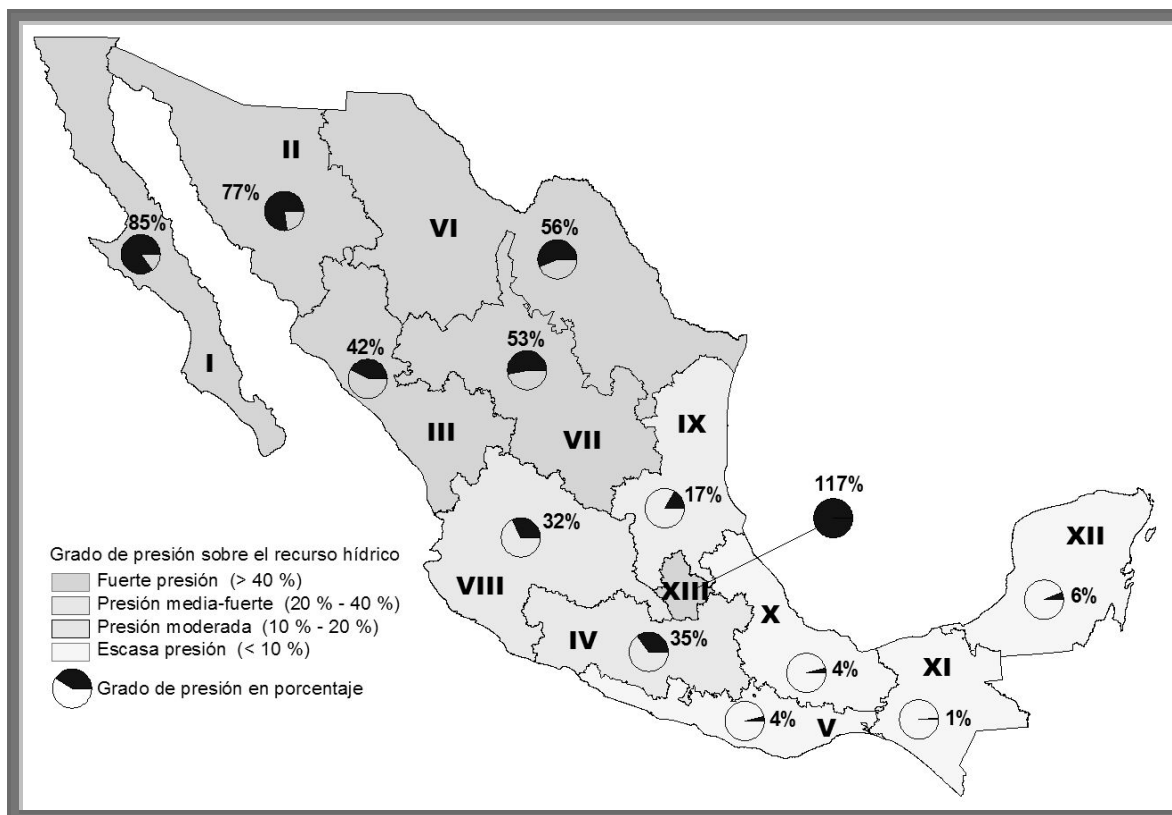 II
77%
VI
85%
56%
42%
53%
I
III
VII
IX
117%
17%
32%
XII
Grado de presión sobre el recurso hídrico
Fuerte presión (> 40 %)
Presión media-fuerte (20 % - 40 %)
Presión moderada (10 % - 20 %)
Escasa presión (< 10 %)
Grado de presión en porcentaje
VIII
XIII
6%
X
IV
35%
XI
4%
4%
V
1%